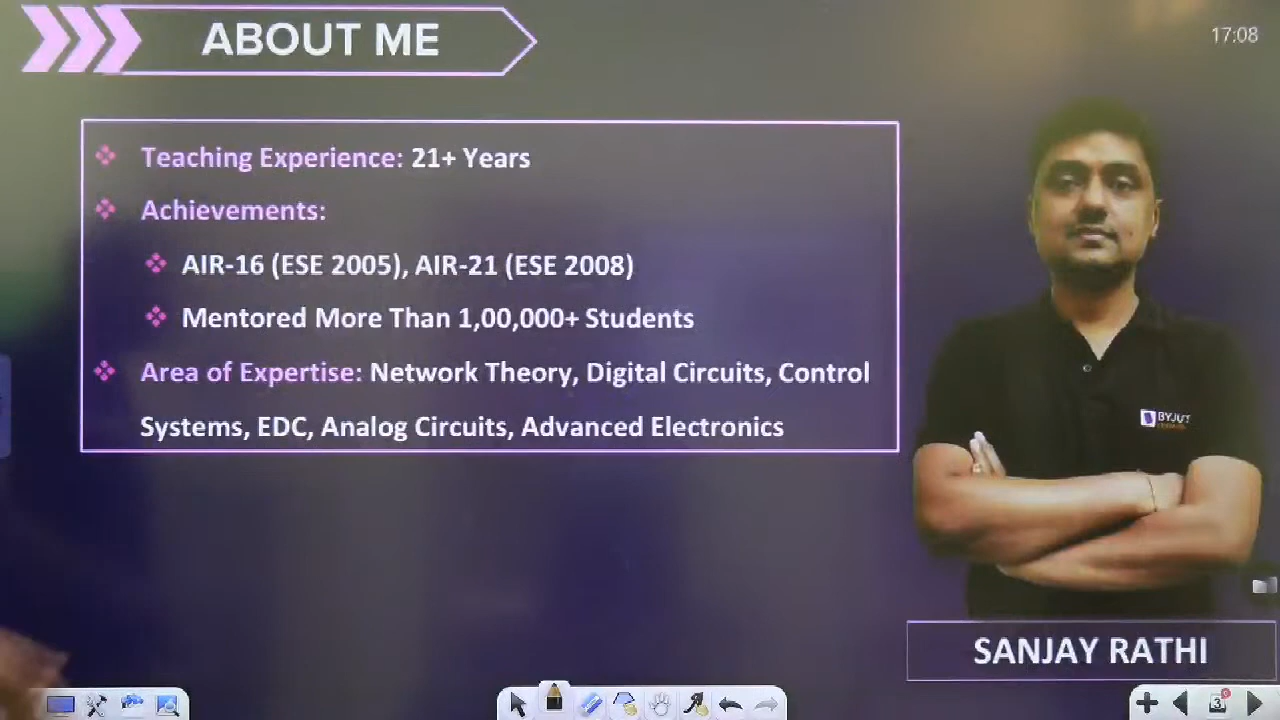 ABOUT ME
17:08
Teaching Experience: 21+ Years
Achievements:
AIR-16 (ESE 2005), AIR-21 (ESE 2008)
Mentored More Than 1,00,000+ Students
Area of Expertise: Network Theory, Digital Circuits, Control
Systems, EDC, Analog Circuits, Advanced Electronics
BYJU'S
SANJAY RATHI
3